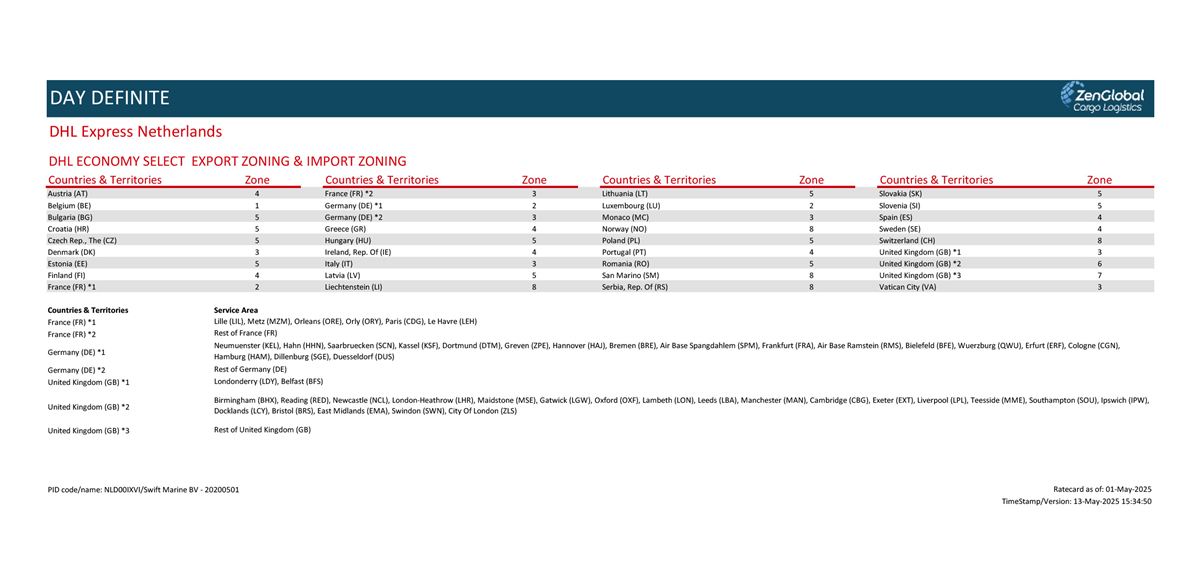 DAY DEFINITE
ZenGlobal
Cargo Logistics
DHL Express Netherlands
DHL ECONOMY SELECT EXPORT ZONING & IMPORT ZONING
Countries & Territories Zone Countries & Territories Zone Countries & Territories Zone Countries & Territories Zone
Austria (AT) 4 France (FR) *2 3 Lithuania (LT) 5 Slovakia (SK) 5
Belgium (BE) 1 Germany (DE) *1 2 Luxembourg (LU) 2 Slovenia (SI) 5
Bulgaria (BG) 5 Germany (DE) *2 3 Monaco (MC) 3 Spain (ES) 4
Croatia (HR) 5 Greece (GR) 4 Norway (NO) 8 Sweden (SE) 4
Czech Rep., The (CZ) 5 Hungary (HU) 5 Poland (PL) 5 Switzerland (CH) 8
Denmark (DK) 3 Ireland, Rep. Of (IE) 4 Portugal (PT) 4 United Kingdom (GB) *1 3
Estonia (EE) 5 Italy (IT) 3 Romania (RO) 5 United Kingdom (GB) *2 6
Finland (FI) 4 Latvia (LV) 5 San Marino (SM) 8 United Kingdom (GB) *3 7
France (FR) *1 2 Liechtenstein (LI) 8 Serbia, Rep. Of (RS) 8 Vatican City (VA) 3
Countries & Territories Service Area
France (FR) *1 Lille (LIL), Metz (MZM), Orleans (ORE), Orly (ORY), Paris (CDG), Le Havre (LEH)
France (FR) *2 Rest of France (FR)
Germany (DE) *1 Neumuenster (KEL), Hahn (HHN), Saarbruecken (SCN), Kassel (KSF), Dortmund (DTM), Greven (ZPE), Hannover (HAJ), Bremen (BRE), Air Base Spangdahlem (SPM), Frankfurt (FRA), Air Base Ramstein (RMS), Bielefeld (BFE), Wuerzburg (QWU), Erfurt (ERF), Cologne (CGN),
Hamburg (HAM), Dillenburg (SGE), Duesseldorf (DUS)
Germany (DE) *2 Rest of Germany (DE)
United Kingdom (GB) *1 Londonderry (LDY), Belfast (BFS)
United Kingdom (GB) *2 Birmingham (BHX), Reading (RED), Newcastle (NCL), London-Heathrow (LHR), Maidstone (MSE), Gatwick (LGW), Oxford (OXF), Lambeth (LON), Leeds (LBA), Manchester (MAN), Cambridge (CBG), Exeter (EXT), Liverpool (LPL), Teesside (MME), Southampton (SOU), Ipswich (IPW),
Docklands (LCY), Bristol (BRS), East Midlands (EMA), Swindon (SWN), City Of London (ZLS)
United Kingdom (GB) *3 Rest of United Kingdom (GB)
PID code/name: NLD00IXVI/Swift Marine BV - 20200501 Ratecard as of: 01-May-2025
TimeStamp/Version: 13-May-2025 15:34:50